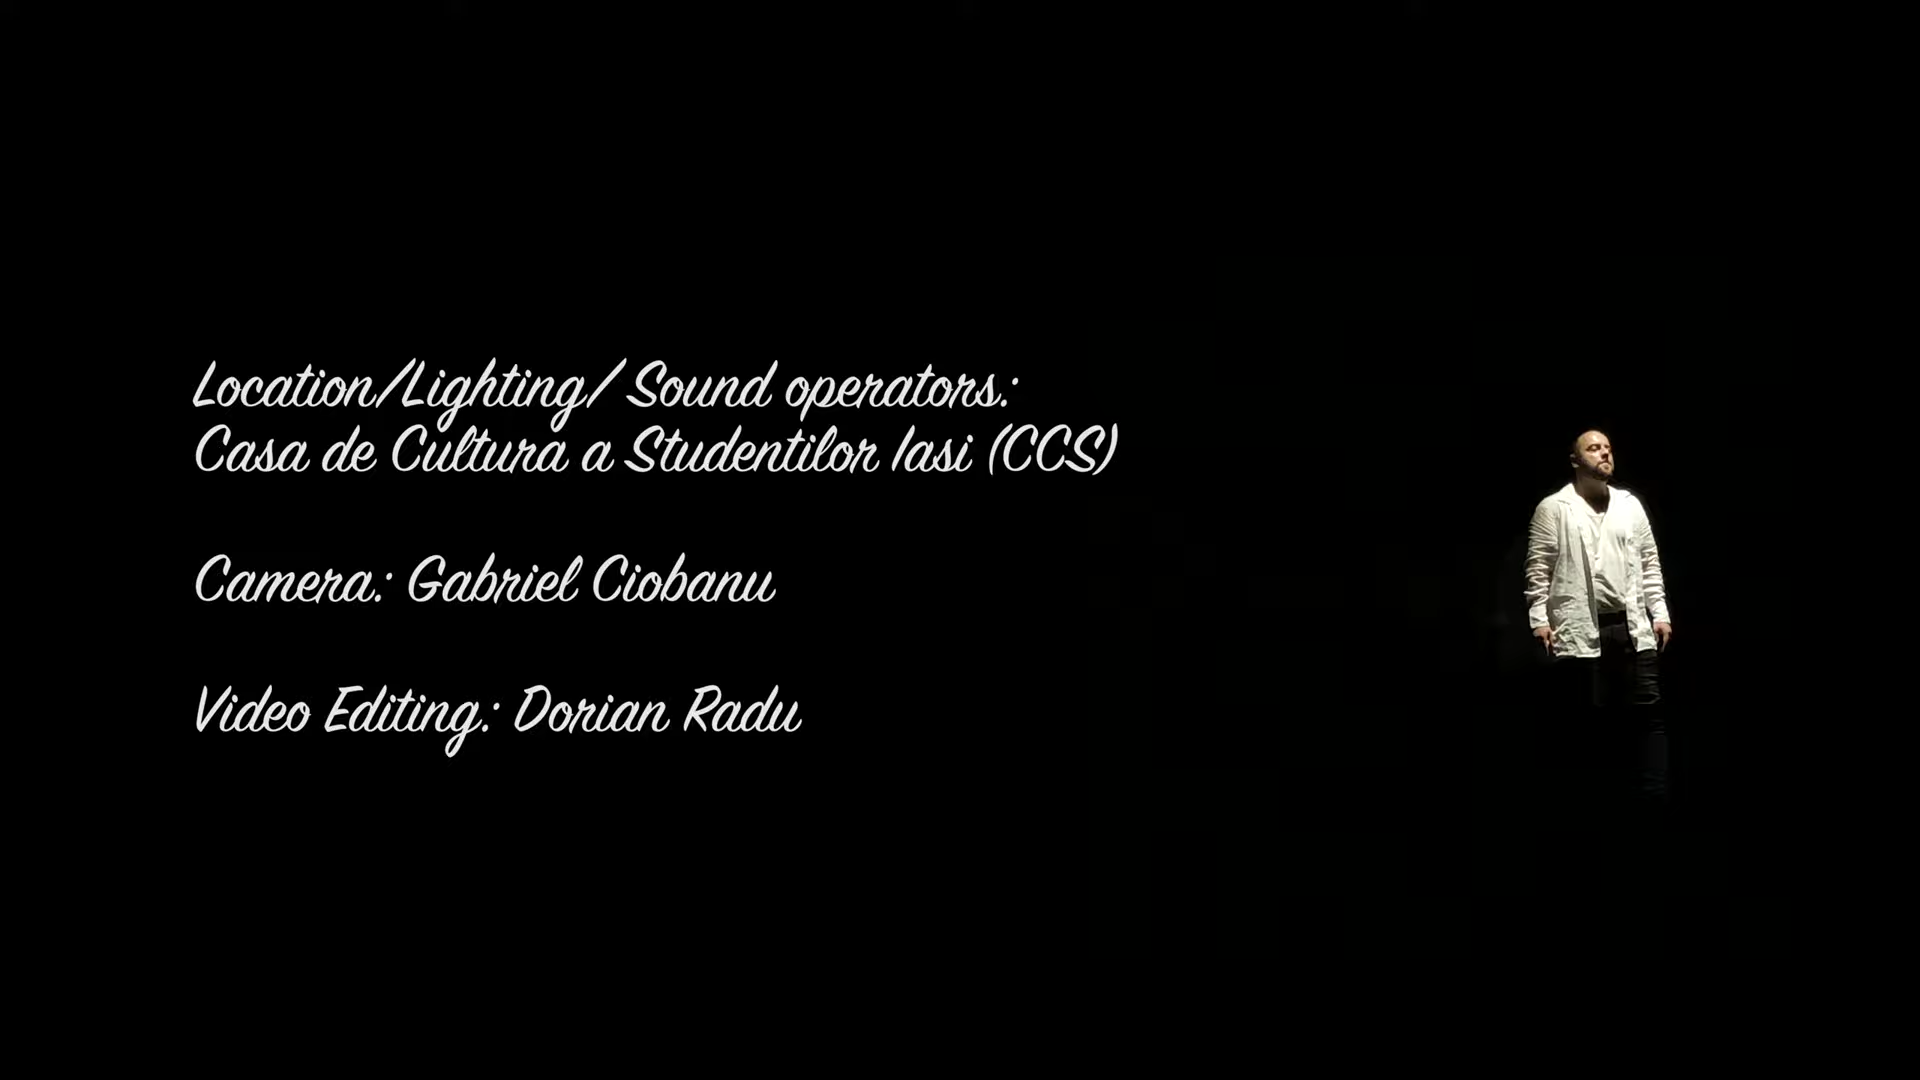 Location/Lighting/ Sound operators:
Casa de Cultura a Studentilor Iasi (CCS)
Camera: Gabriel Ciobanu
Video Editing: Dorian Radu